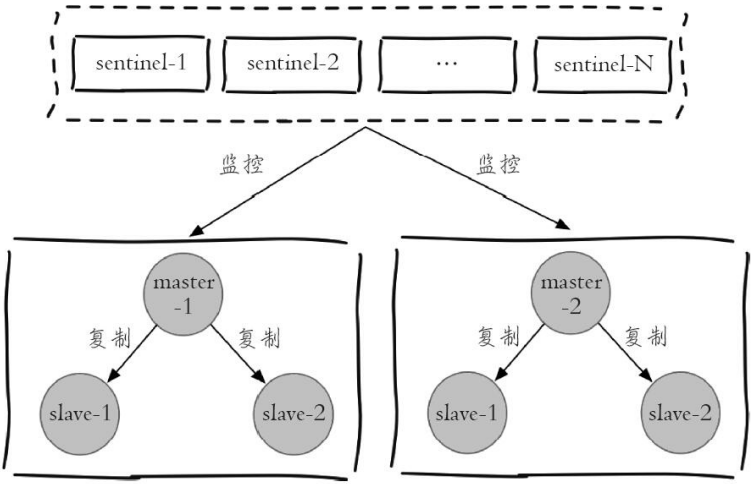 sentinel-1
sentinel-2
…
sentinel-N
监控
监控
master
-1
复制
复制
slave-1
slave-2
master
-2
复制
复制
slave-1
slave-2